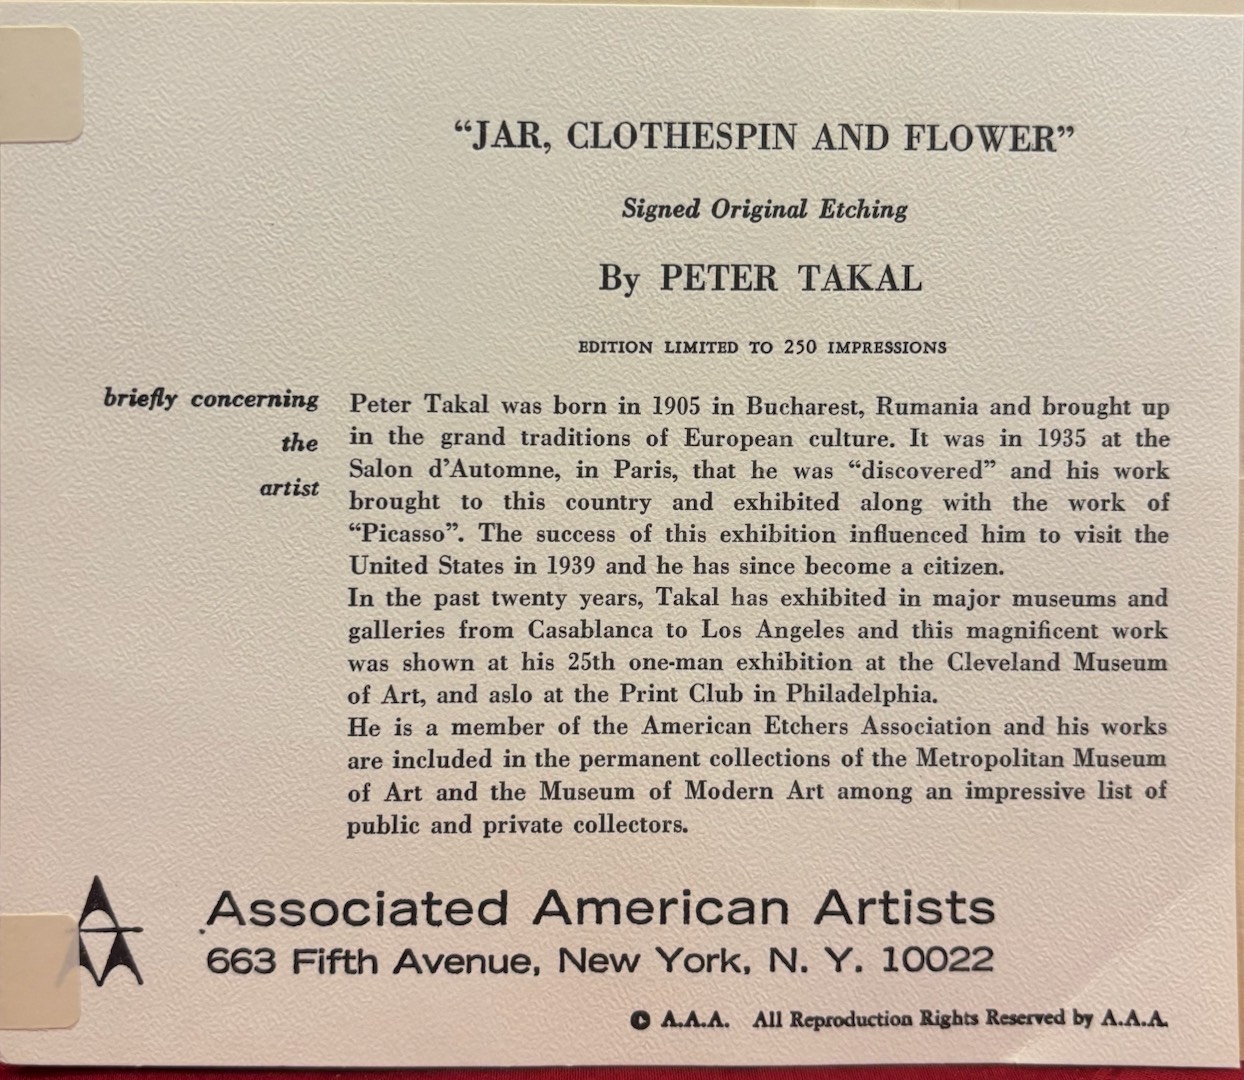 “JAR, CLOTHESPIN AND FLOWER”
Signed Original Etching
By PETER TAKAL
EDITION LIMITED TO 250 IMPRESSIONS
briefly concerning
the
artist
Peter Takal was born in 1905 in Bucharest, Rumania and brought up
in the grand traditions of European culture. It was in 1935 at the
Salon d’Automne, in Paris, that he was “discovered” and his work
brought to this country and exhibited along with the work of
“Picasso”. The success of this exhibition influenced him to visit the
United States in 1939 and he has since become a citizen.
In the past twenty years, Takal has exhibited in major museums and
galleries from Casablanca to Los Angeles and this magnificent work
was shown at his 25th one-man exhibition at the Cleveland Museum
of Art, and aslo at the Print Club in Philadelphia.
He is a member of the American Etchers Association and his works
are included in the permanent collections of the Metropolitan Museum
of Art and the Museum of Modern Art among an impressive list of
public and private collectors.
Associated American Artists
663 Fifth Avenue, New York, N. Y. 10022
© A.A.A. All Reproduction Rights Reserved by A.A.A.